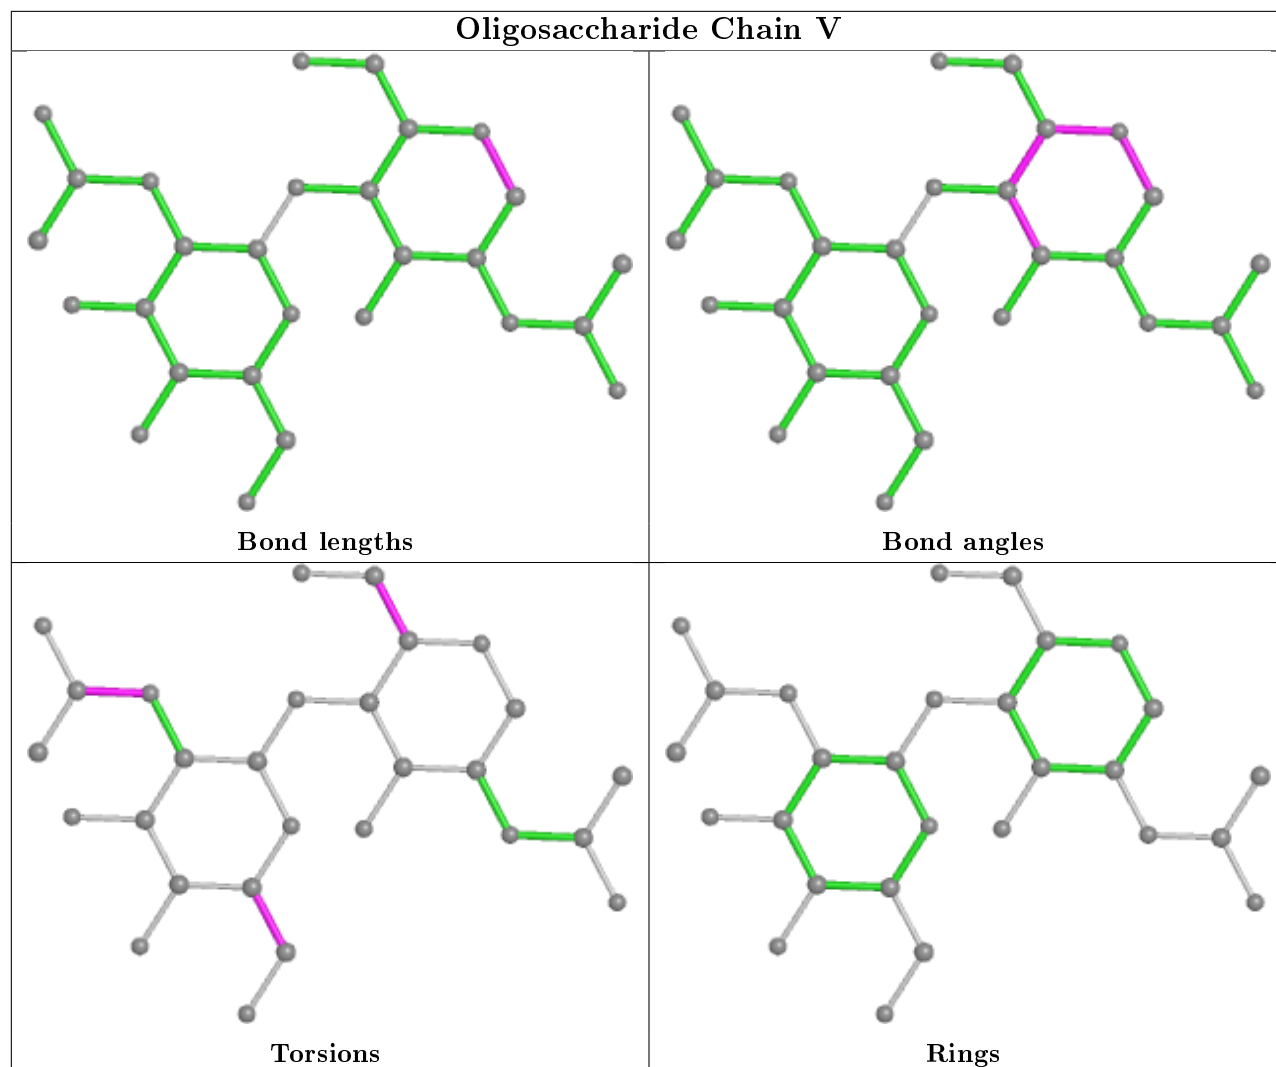 Oligosaccharide Chain V
Bond lengths
Bond angles
Torsions
Rings